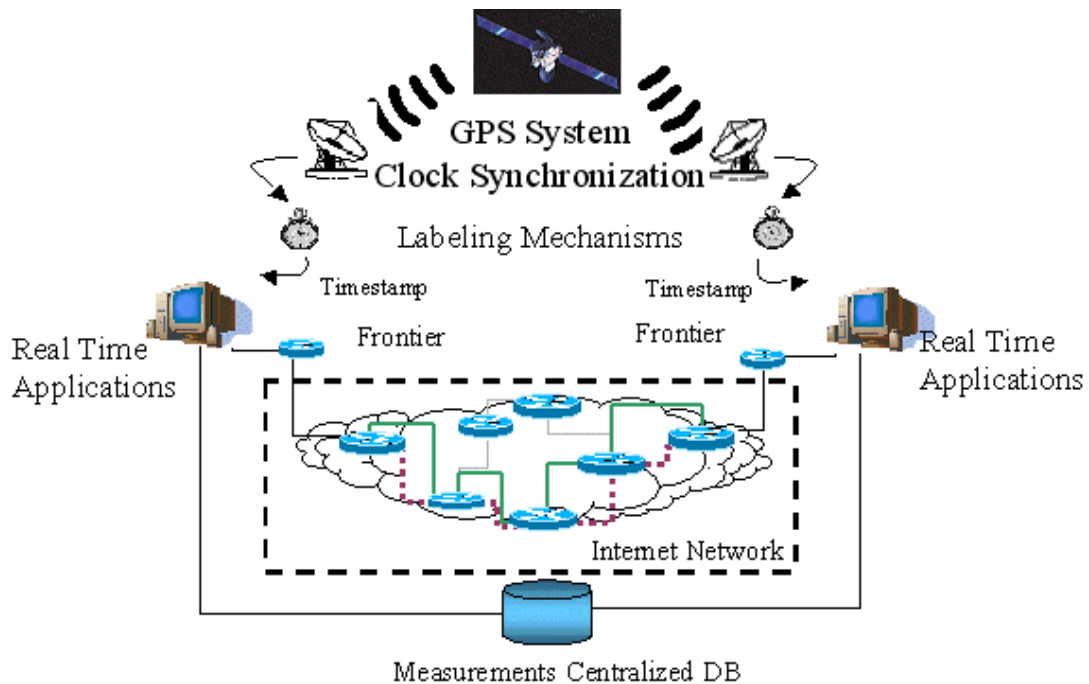 GPS System
Clock Synchronization
Labeling Mechanisms
Timestamp
Timestamp
Frontier
Frontier
Real Time
Applications
Real Time
Applications
Internet Network
Measurements Centralized DB